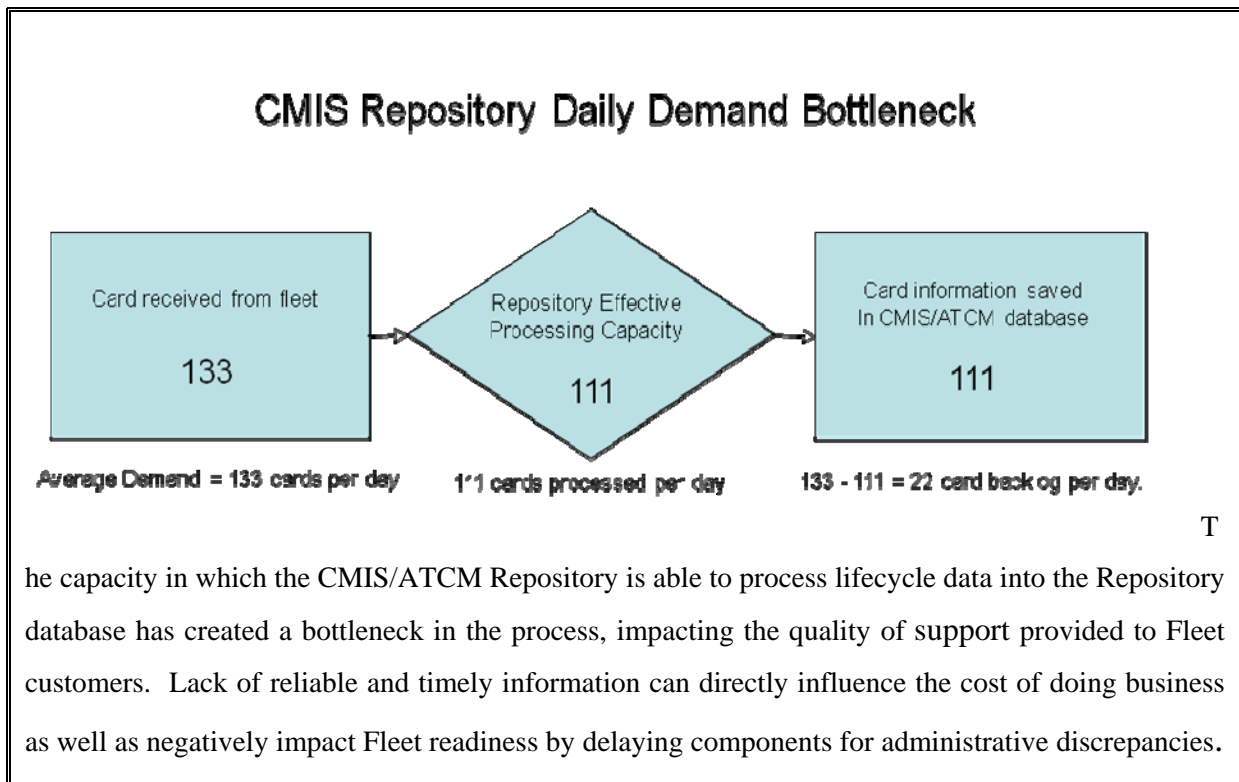 CMIS Repository Daily Demand Bottleneck
Card received from fleet
133
Repository Effective
Processing Capacity
111
Card information saved
In CMIS/ATCM database
111
Average Demand = 133 cards per day
111 cards processed per day
133 - 111 = 22 card back og per day.
T
he capacity in which the CMIS/ATCM Repository is able to process lifecycle data into the Repository
database has created a bottleneck in the process, impacting the quality of support provided to Fleet
customers. Lack of reliable and timely information can directly influence the cost of doing business
as well as negatively impact Fleet readiness by delaying components for administrative discrepancies.